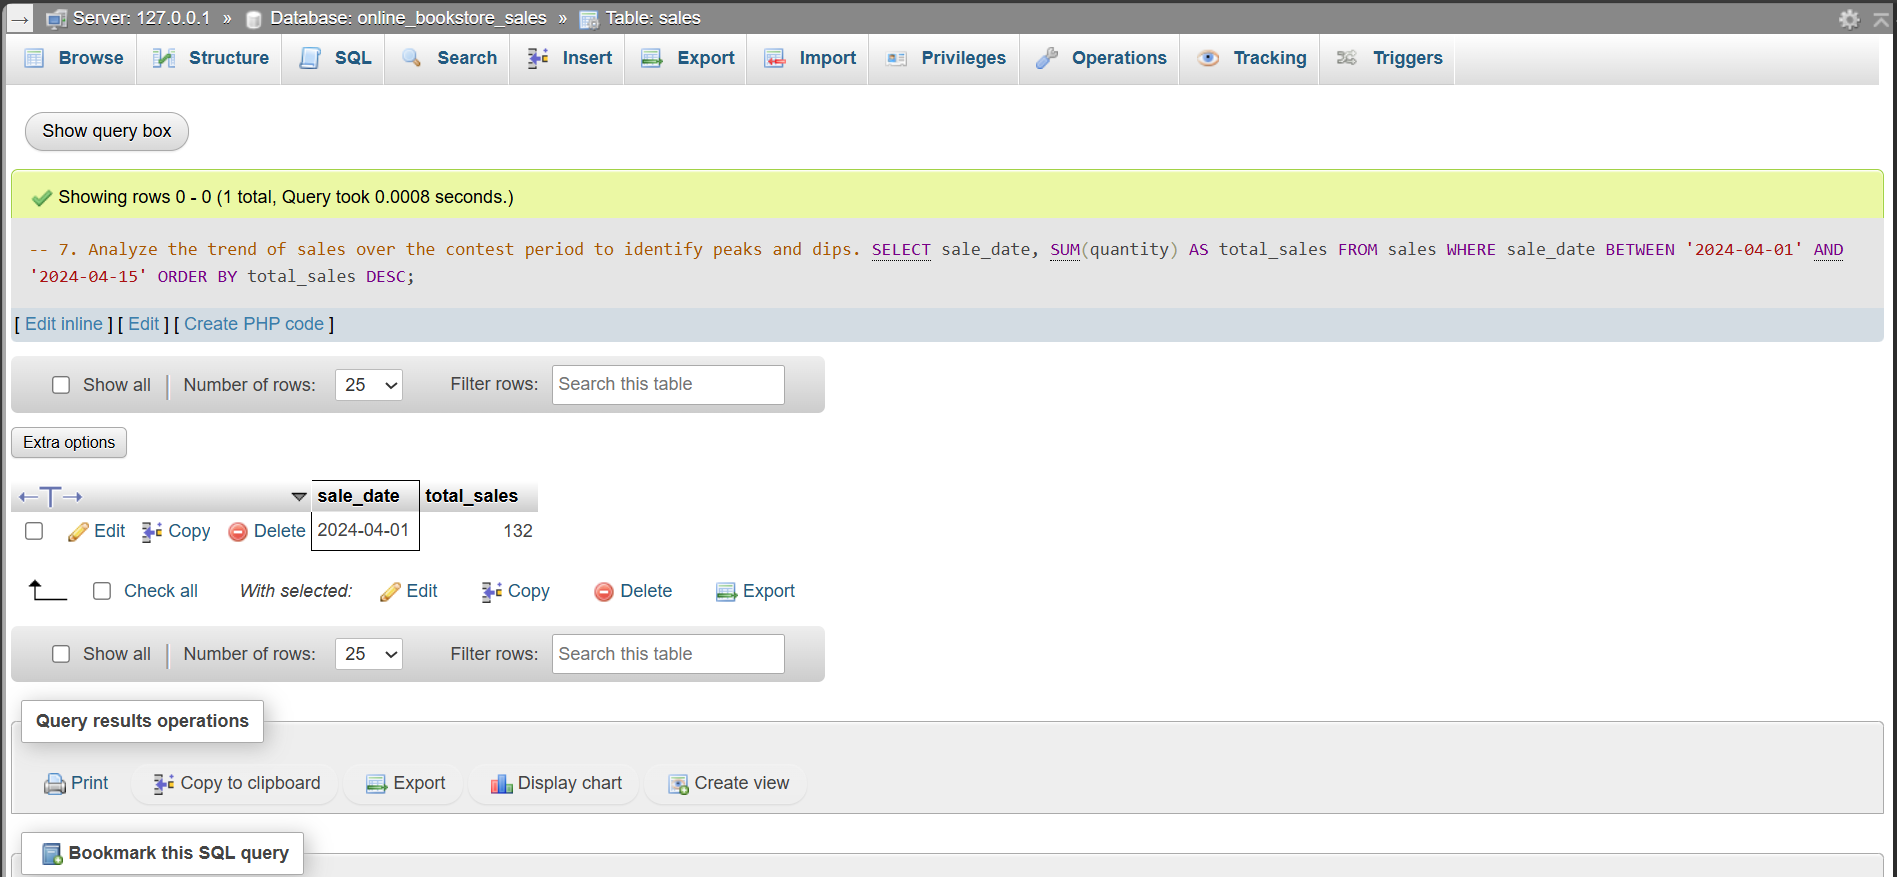 Server: 127.0.0.1 » Database: online_bookstore_sales » Table: sales
Browse Structure SQL Search Insert Export Import Privileges Operations Tracking Triggers
Show query box
Showing rows 0 - 0 (1 total, Query took 0.0008 seconds.)
-- 7. Analyze the trend of sales over the contest period to identify peaks and dips. SELECT sale_date, SUM(quantity) AS total_sales FROM sales WHERE sale_date BETWEEN '2024-04-01' AND
'2024-04-15' ORDER BY total_sales DESC;
[ Edit inline ] [ Edit ] [ Create PHP code ]
Show all | Number of rows: 25 Filter rows: Search this table
Extra options
←T→ sale_date total_sales
Edit Copy Delete 2024-04-01 132
Check all With selected: Edit Copy Delete Export
Show all | Number of rows: 25 Filter rows: Search this table
Query results operations
Print Copy to clipboard Export Display chart Create view
Bookmark this SQL query